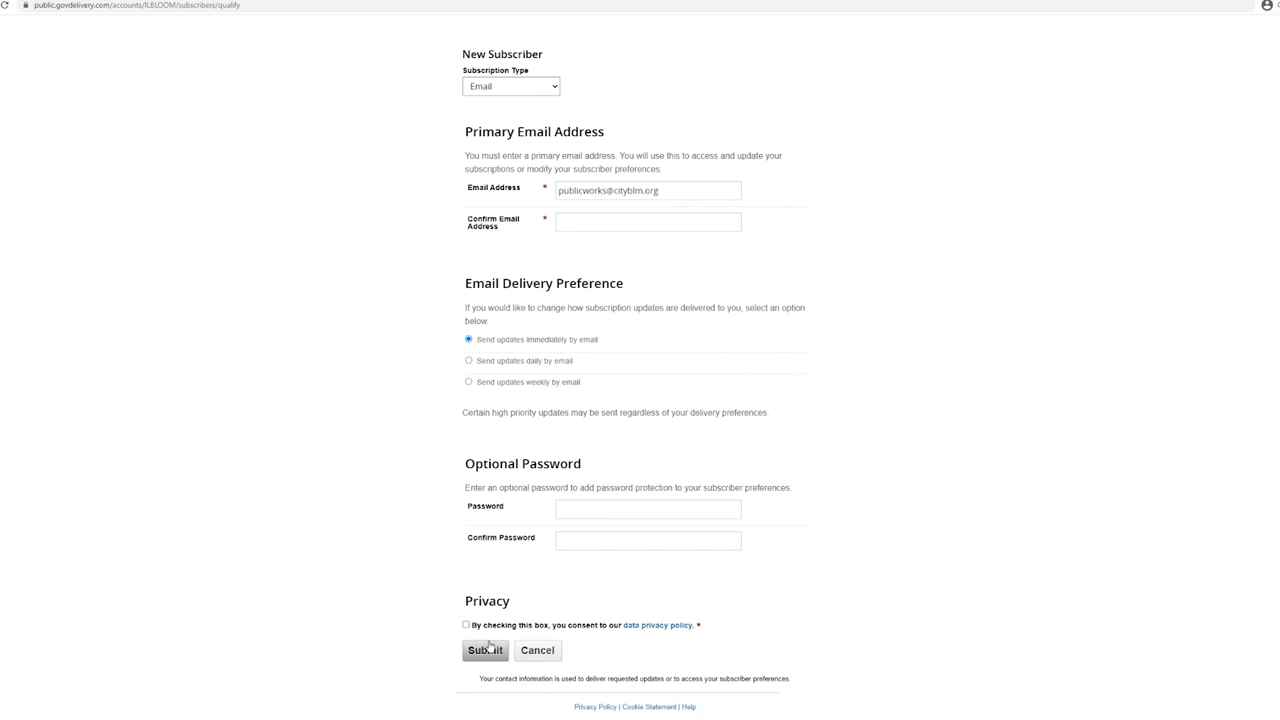 public.govdelivery.com/accounts/ILBLOOM/subscribers/qualify
New Subscriber
Subscription Type
Email
Primary Email Address
You must enter a primary email address. You will use this to access and update your
subscriptions or modify your subscriber preferences.
Email Address * publicworks@cityblm.org
Confirm Email *
Address
Email Delivery Preference
If you would like to change how subscription updates are delivered to you, select an option
below.
Send updates immediately by email
Send updates daily by email
Send updates weekly by email
Certain high priority updates may be sent regardless of your delivery preferences.
Optional Password
Enter an optional password to add password protection to your subscriber preferences.
Password
Confirm Password
Privacy
By checking this box, you consent to our data privacy policy. *
Submit Cancel
Your contact information is used to deliver requested updates or to access your subscriber preferences.
Privacy Policy | Cookie Statement | Help